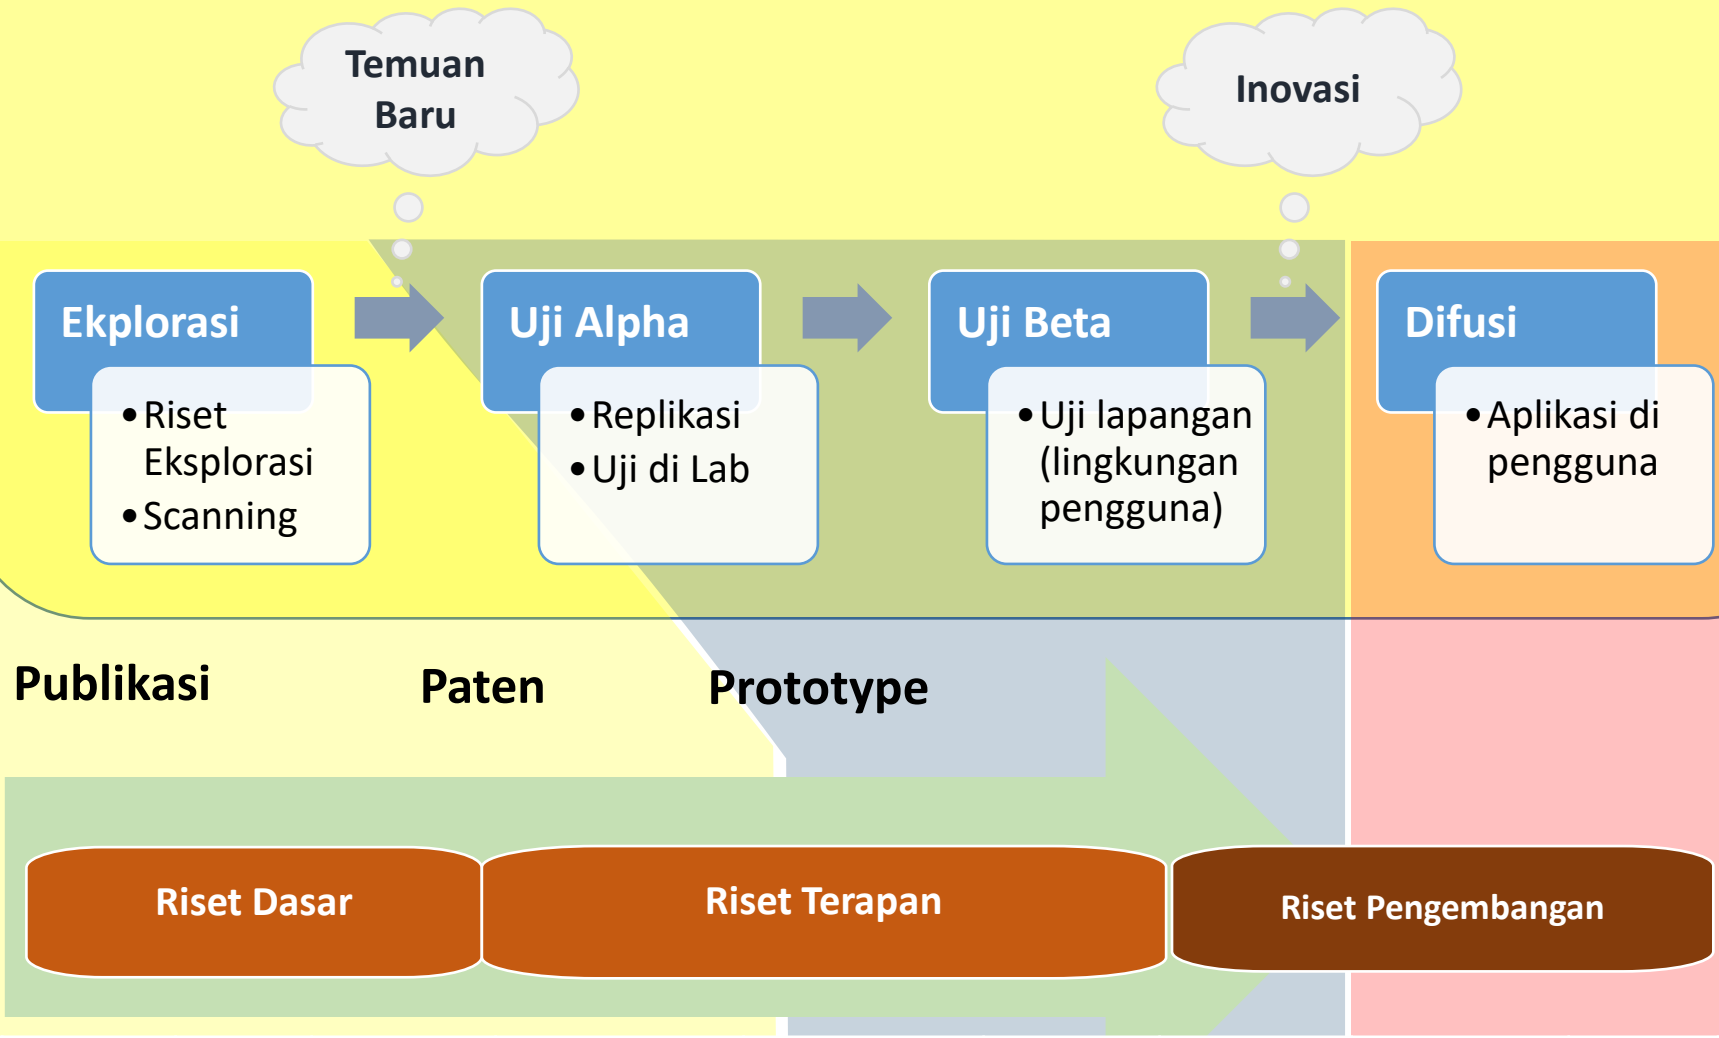 Temuan
Baru
Inovasi
Ekplorasi
•Riset
Eksplorasi
•Scanning
Uji Alpha
•Replikasi
•Uji di Lab
Uji Beta
•Uji lapangan
(lingkungan
pengguna)
Difusi
•Aplikasi di
pengguna
Publikasi
Paten
Prototype
Riset Dasar
Riset Terapan
Riset Pengembangan